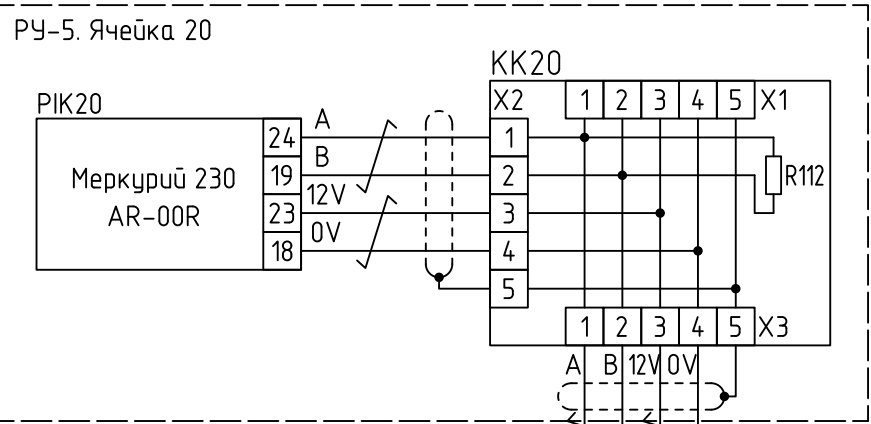 РУ-5. Ячейка 20
КК20
PIK20
X2 1 2 3 4 5 X1
24 A 1
Меркурий 230 19 B 2 R112
AR-00R 23 12V 3
18 0V 4
5
1 2 3 4 5 X3
A B 12V 0V